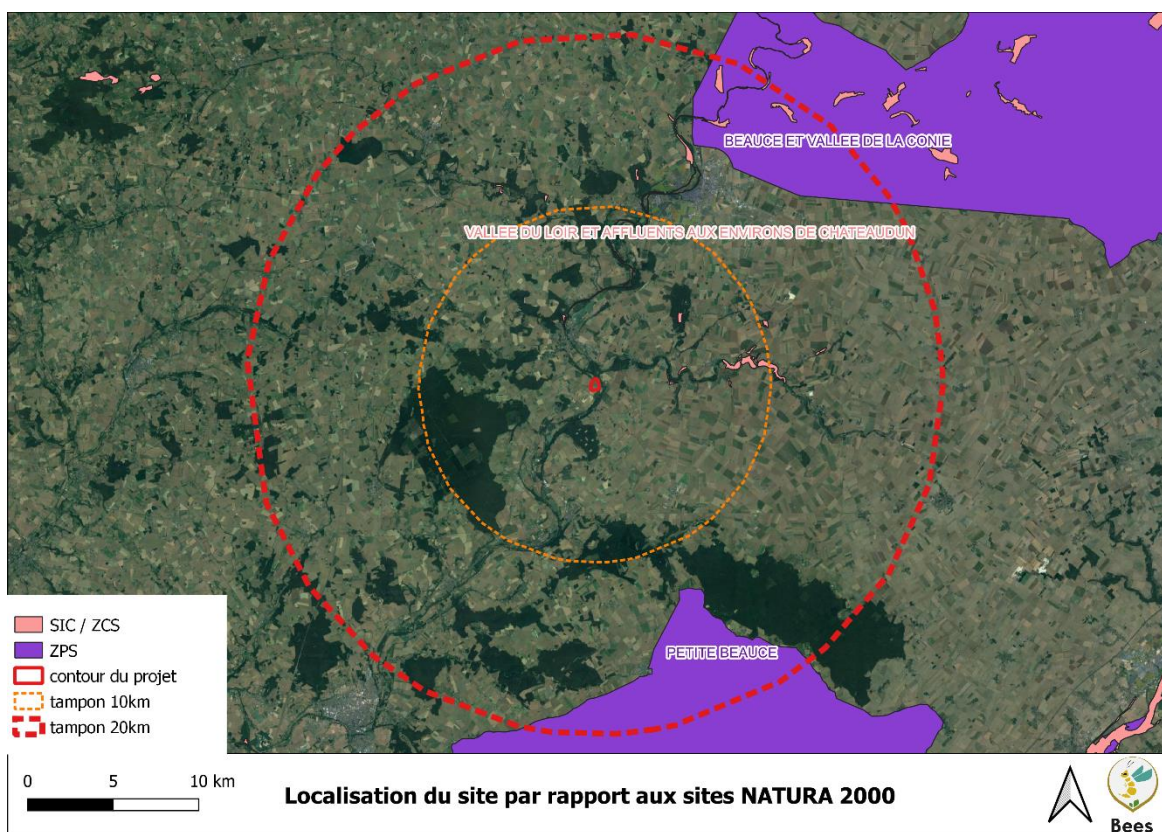 BEAUCE ET VALLEE DE LA CONIE
VALLEE DU LOIR ET AFFLUENTS AUX ENVIRONS DE CHATEAUDUN
PETITE BEAUCE
SIC / ZCS
ZPS
contour du projet
tampon 10km
tampon 20km
0 5 10 km
Localisation du site par rapport aux sites NATURA 2000
Bees